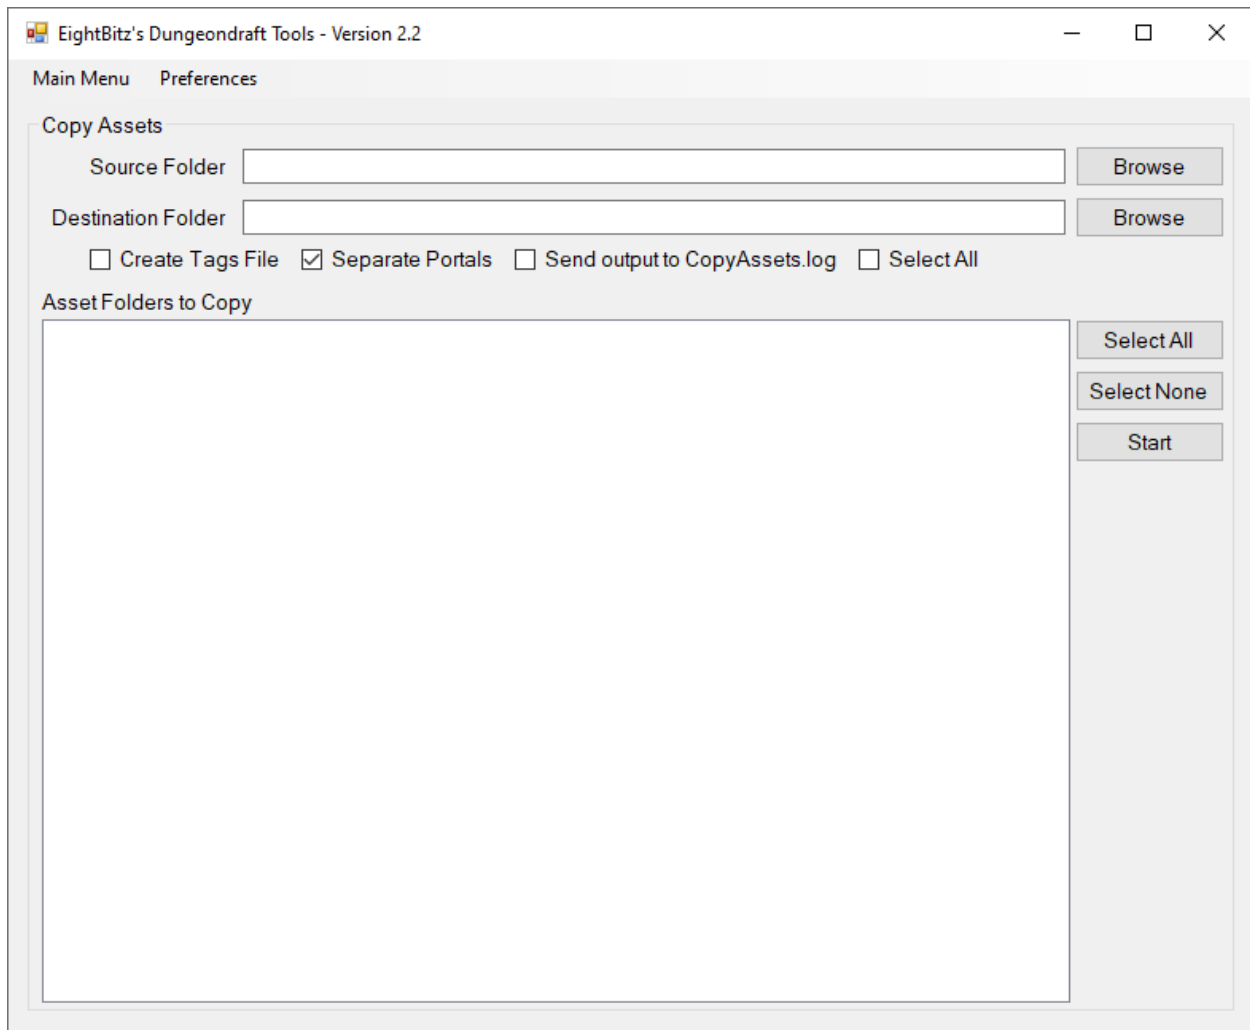 EightBitz's Dungeondraft Tools - Version 2.2
Main Menu Preferences
Copy Assets
Source Folder Browse
Destination Folder Browse
Create Tags File Separate Portals Send output to CopyAssets.log Select All
Asset Folders to Copy
Select All
Select None
Start